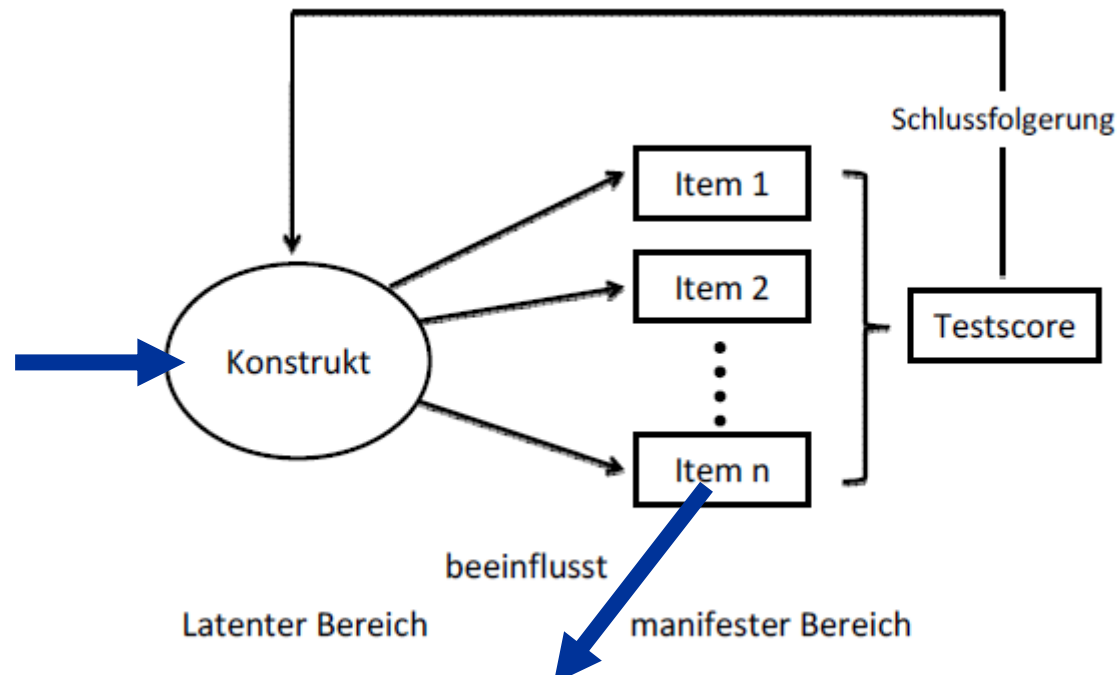 Schlussfolgerung
Item 1
Item 2
Testscore
Konstrukt
Item n
beeinflusst
Latenter Bereich
manifester Bereich